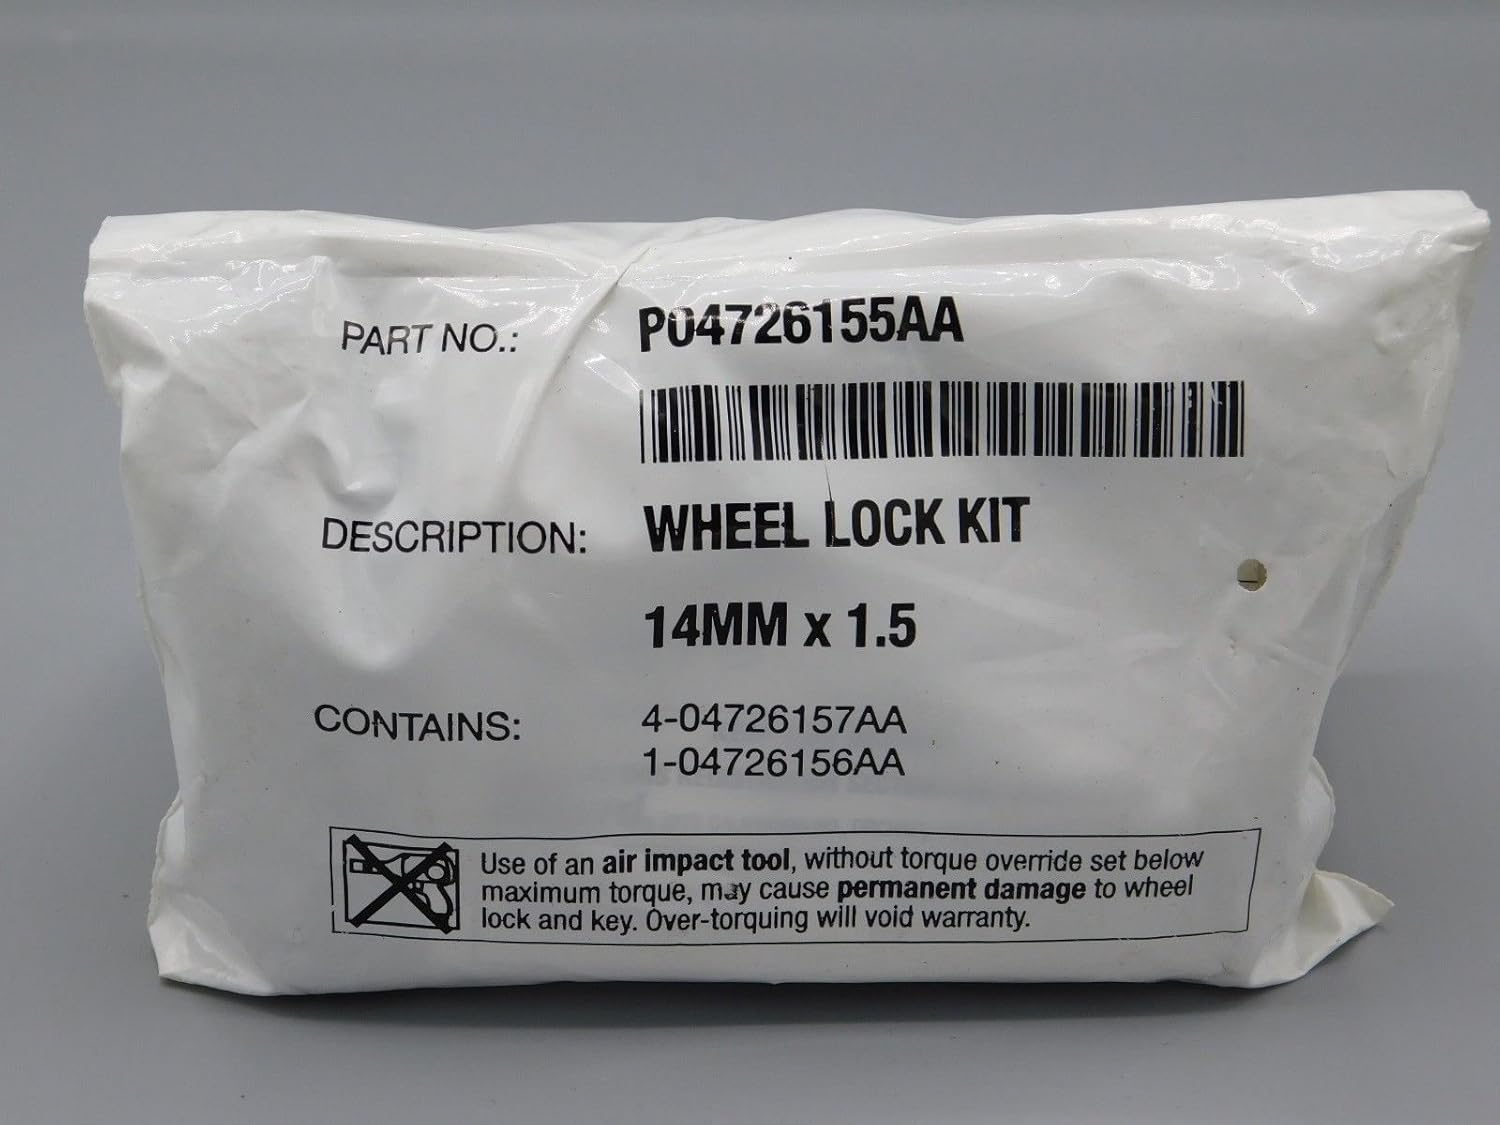 PART NO.: P04726155AA
DESCRIPTION: WHEEL LOCK KIT
14MM x 1.5
CONTAINS: 4-04726157AA
1-04726156AA
Use of an air impact tool, without torque override set below
maximum torque, may cause permanent damage to wheel
lock and key. Over-torquing will void warranty.